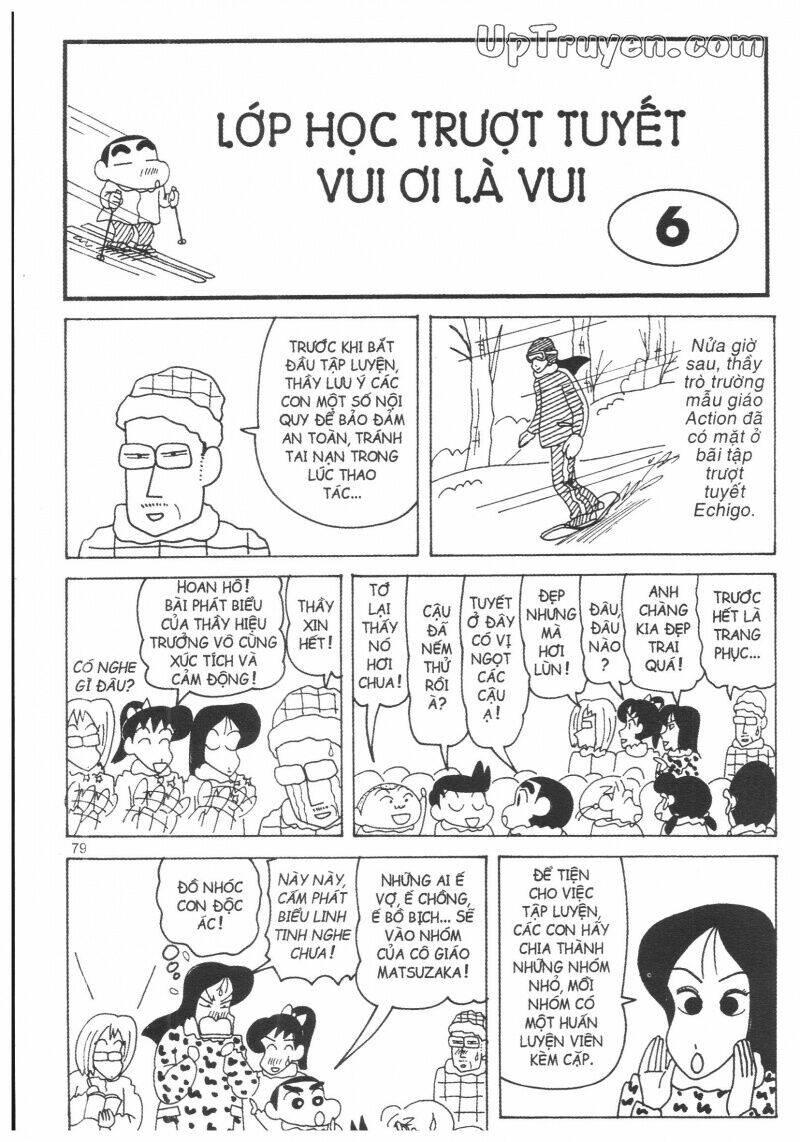 UpTruyen.com
LỚP HỌC TRƯỢT TUYẾT
VUI ƠI LÀ VUI
6
Nửa giờ
sau, thầy
trò trường
mẫu giáo
Action đã
có mặt ở
bãi tập
trượt
tuyết
Echigo.
TRƯỚC KHI BẮT
ĐẦU TẬP LUYỆN,
THẦY LƯU Ý CÁC
CON MỘT SỐ NỘI
QUY ĐỂ BẢO ĐẢM
AN TOÀN, TRÁNH
TAI NẠN TRONG
LÚC THAO
TÁC...
TRƯỚC
HẾT LÀ
TRANG
PHỤC...
ANH
CHÀNG
KIA ĐẸP
TRAI
QUÁ!
ĐÂU,
ĐÂU
NÀO?
ĐẸP
NHƯNG
MÀ
HƠI
LÙN!
TUYẾT
Ở ĐÂY
CÓ VỊ
NGỌT
CÁC
CẬU
Ạ!
CẬU
ĐÃ
NẾM
THỬ
RỒI
À?
TỚ
LẠI
THẤY
NÓ
HƠI
CHUA!
THẦY
XIN
HẾT!
HOAN HÔ!
BÀI PHÁT BIỂU
CỦA THẦY HIỆU
TRƯỞNG VÔ CÙNG
XÚC TÍCH VÀ
CẢM ĐỘNG!
CÓ NGHE
GÌ ĐÂU?
79
ĐỂ TIỆN
CHO VIỆC
TẬP LUYỆN,
CÁC CON HÃY
CHIA THÀNH
NHỮNG NHÓM
NHỎ, MỖI
NHÓM CÓ
MỘT HUẤN
LUYỆN VIÊN
KÈM CẶP.
NHỮNG AI Ế
VỢ, Ế CHỒNG,
Ế BỒ BỊCH... SẼ
VÀO NHÓM
CỦA CÔ GIÁO
MATSUZAKA!
NÀY NÀY,
CẤM PHÁT
BIỂU LINH
TINH NGHE
CHƯA!
ĐỒ NHÓC
CON ĐỘC
ÁC!